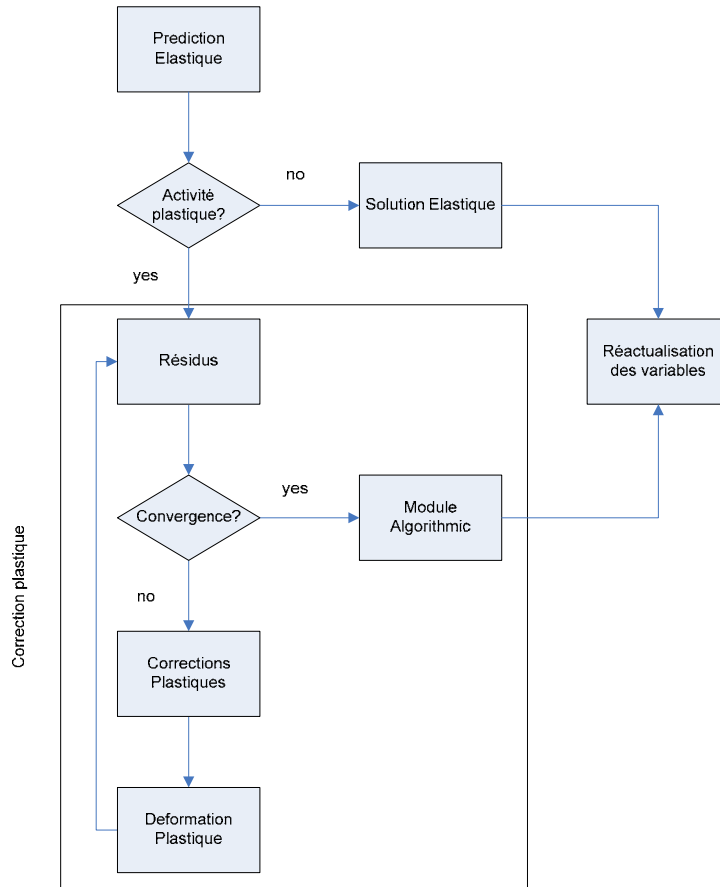 Prediction
Elastique
Activité
plastique?
no
Solution Elastique
yes
Réactualisation
des variables
Résidus
Convergence?
yes
Module
Algorithmic
no
Corrections
Plastiques
Deformation
Plastique
Correction plastique